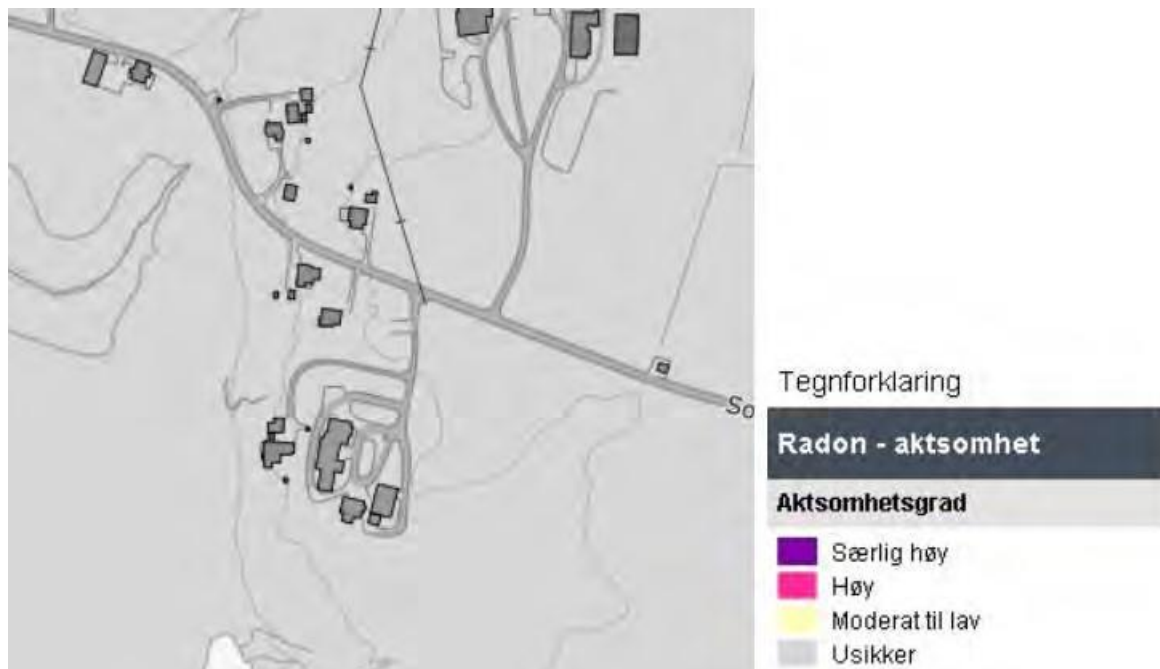 So
Tegnforklaring
Radon - aktsomhet
Aktsomhetsgrad
Særlig høy
Høy
Moderat til lav
Usikker